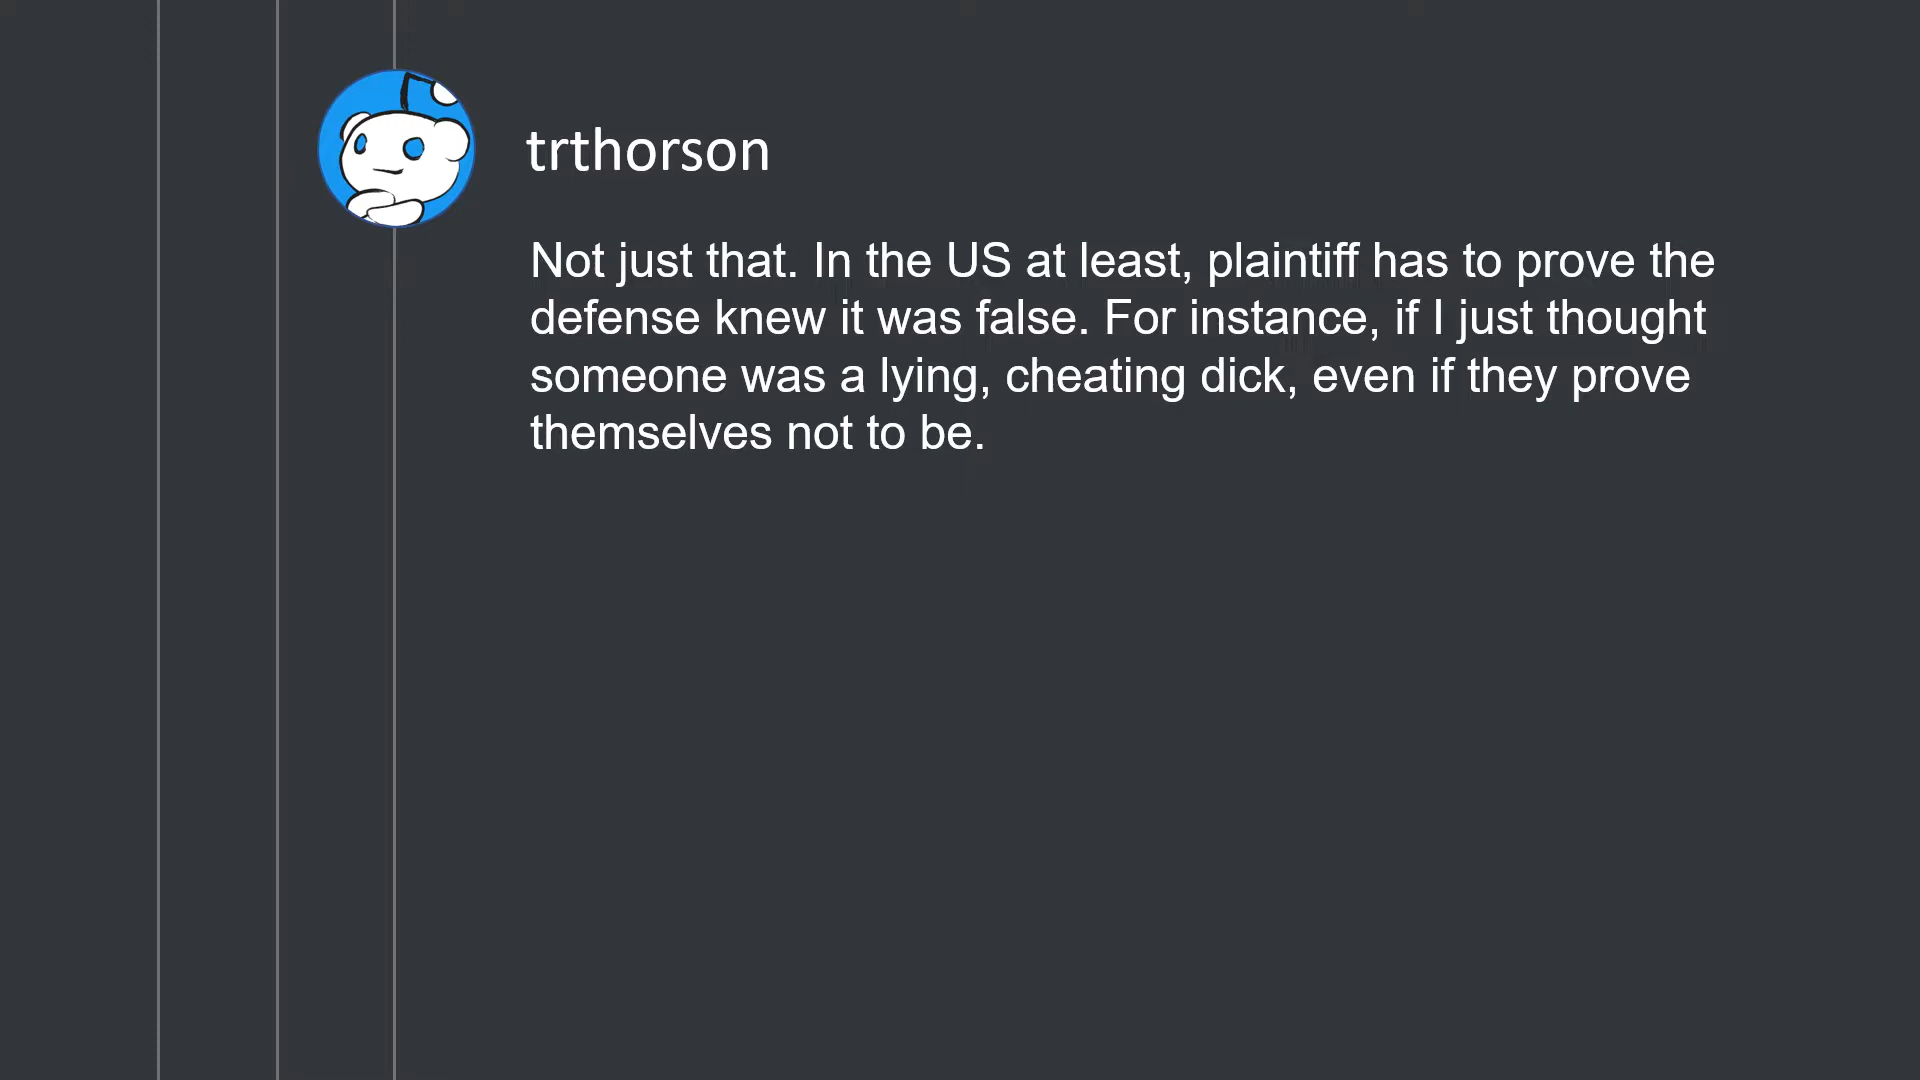 trthorson
Not just that. In the US at least, plaintiff has to prove the
defense knew it was false. For instance, if I just thought
someone was a lying, cheating dick, even if they prove
themselves not to be.